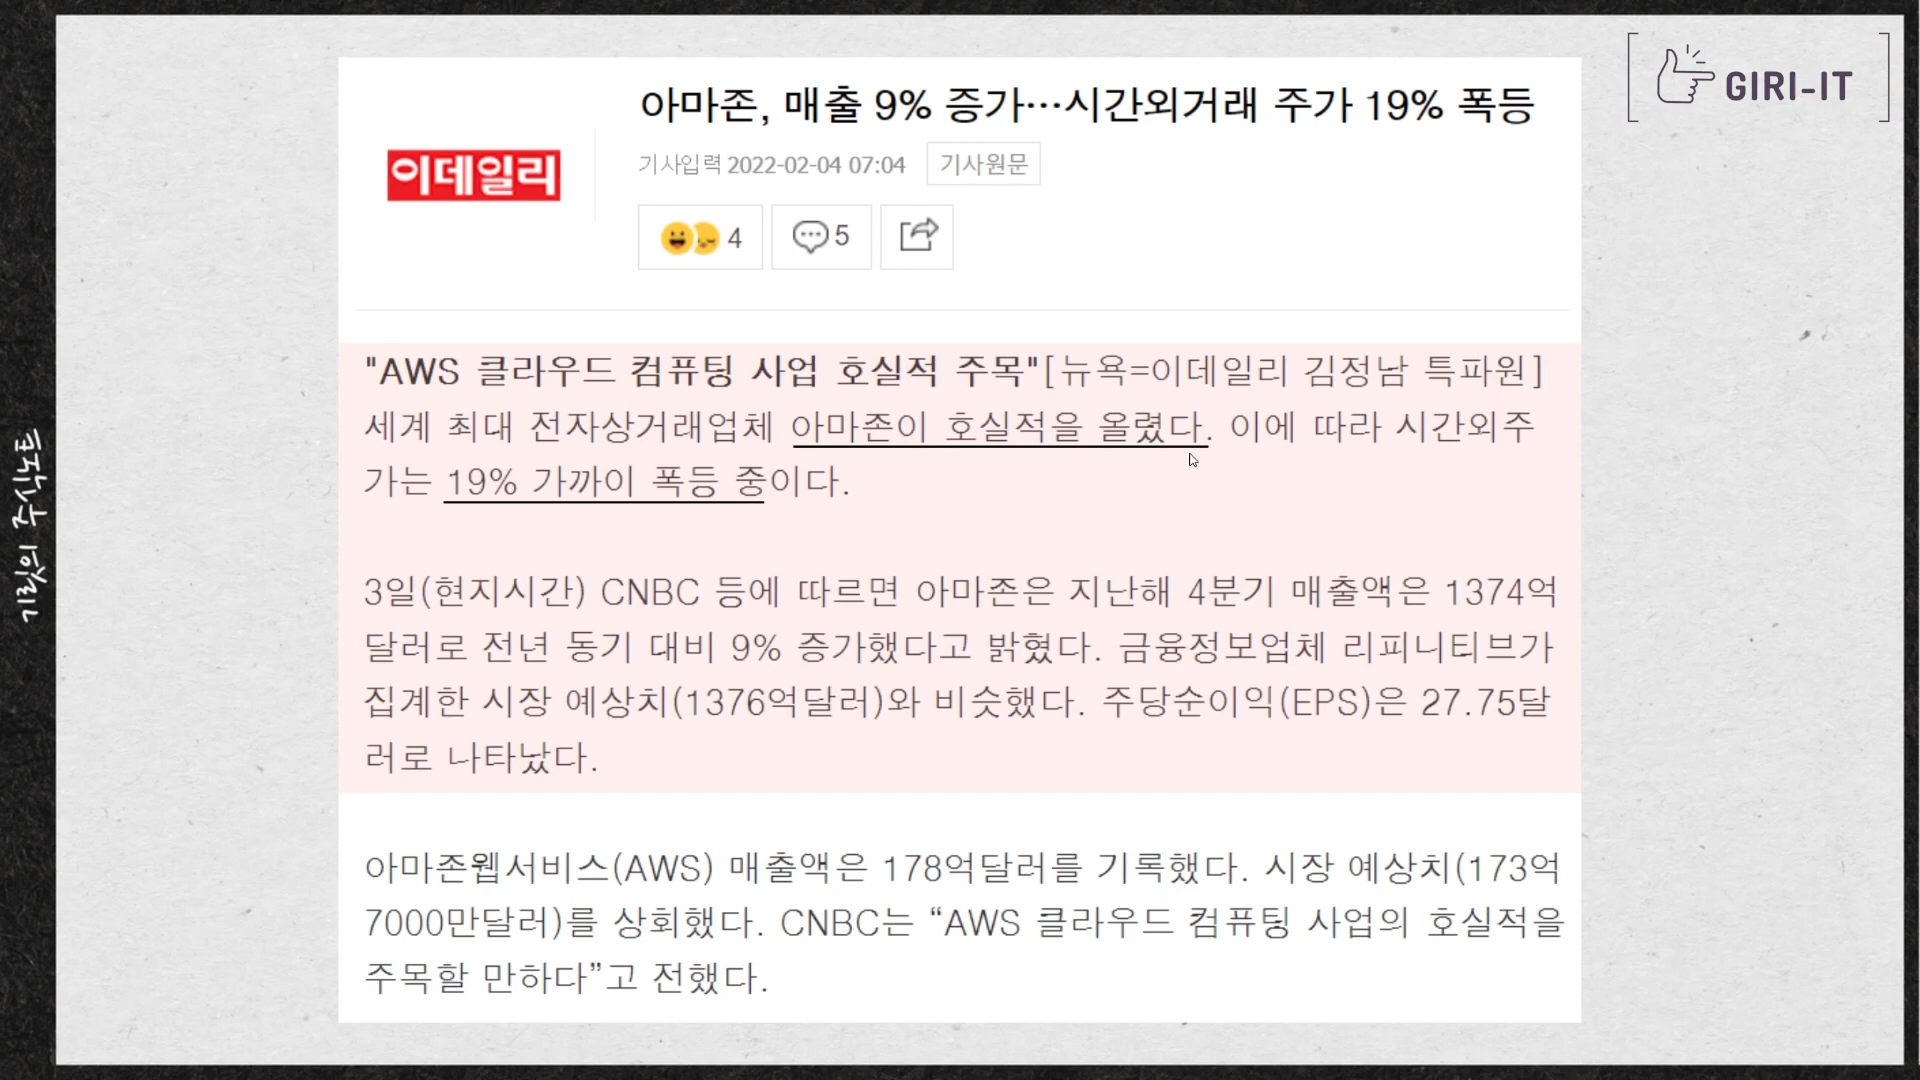 GIRI-IT
아마존, 매출 9% 증가…시간외거래 주가 19% 폭등
이데일리
기사입력 2022-02-04 07:04 기사원문
4 5
"AWS 클라우드 컴퓨팅 사업 호실적 주목"[뉴욕=이데일리 김정남 특파원]
세계 최대 전자상거래업체 아마존이 호실적을 올렸다. 이에 따라 시간외주
가는 19% 가까이 폭등 중이다.
3일(현지시간) CNBC 등에 따르면 아마존은 지난해 4분기 매출액은 1374억
달러로 전년 동기 대비 9% 증가했다고 밝혔다. 금융정보업체 리피니티브가
집계한 시장 예상치(1376억달러)와 비슷했다. 주당순이익(EPS)은 27.75달
러로 나타났다.
아마존웹서비스(AWS) 매출액은 178억달러를 기록했다. 시장 예상치(173억
7000만달러)를 상회했다. CNBC는 “AWS 클라우드 컴퓨팅 사업의 호실적을
주목할 만하다”고 전했다.
기릿의 주식노트